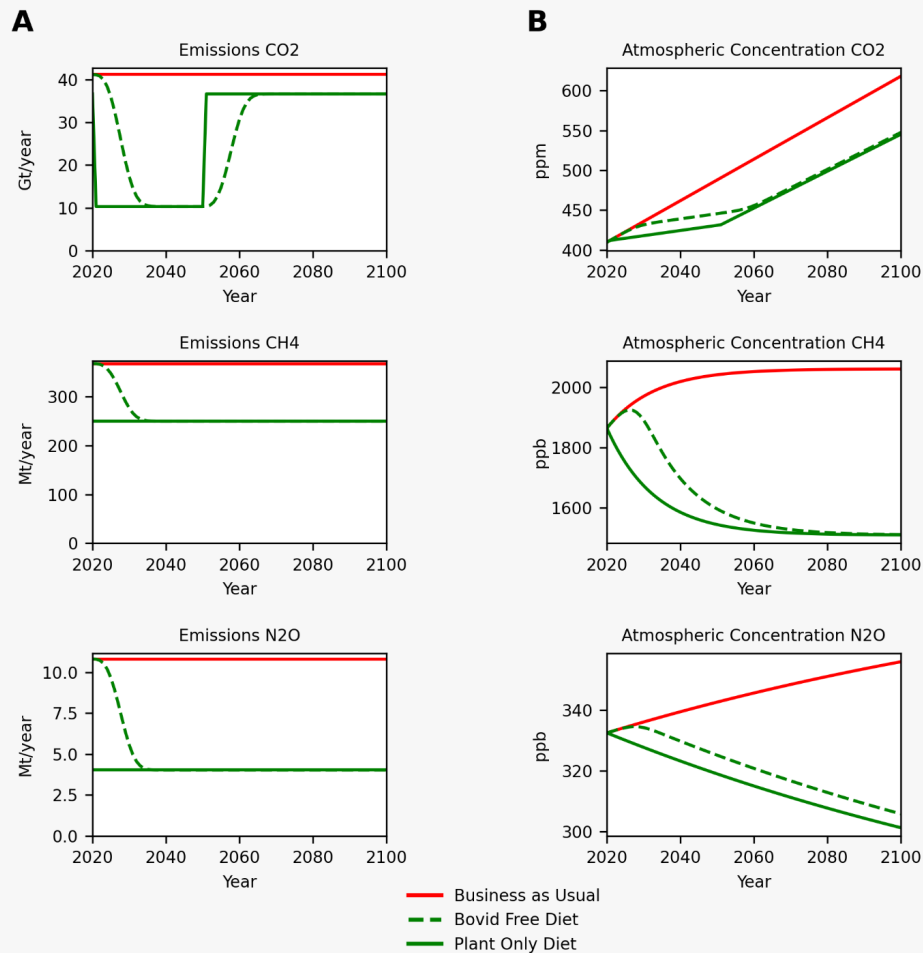 A
B
Emissions CO2
Gt/year
40
30
20
10
0
2020 2040 2060 2080 2100
Year
Atmospheric Concentration CO2
ppm
600
550
500
450
400
2020 2040 2060 2080 2100
Year
Emissions CH4
Mt/year
300
200
100
0
2020 2040 2060 2080 2100
Year
Atmospheric Concentration CH4
ppb
2000
1800
1600
2020 2040 2060 2080 2100
Year
Emissions N2O
Mt/year
10.0
7.5
5.0
2.5
0.0
2020 2040 2060 2080 2100
Year
Atmospheric Concentration N2O
ppb
340
320
300
2020 2040 2060 2080 2100
Year
Business as Usual
Bovid Free Diet
Plant Only Diet